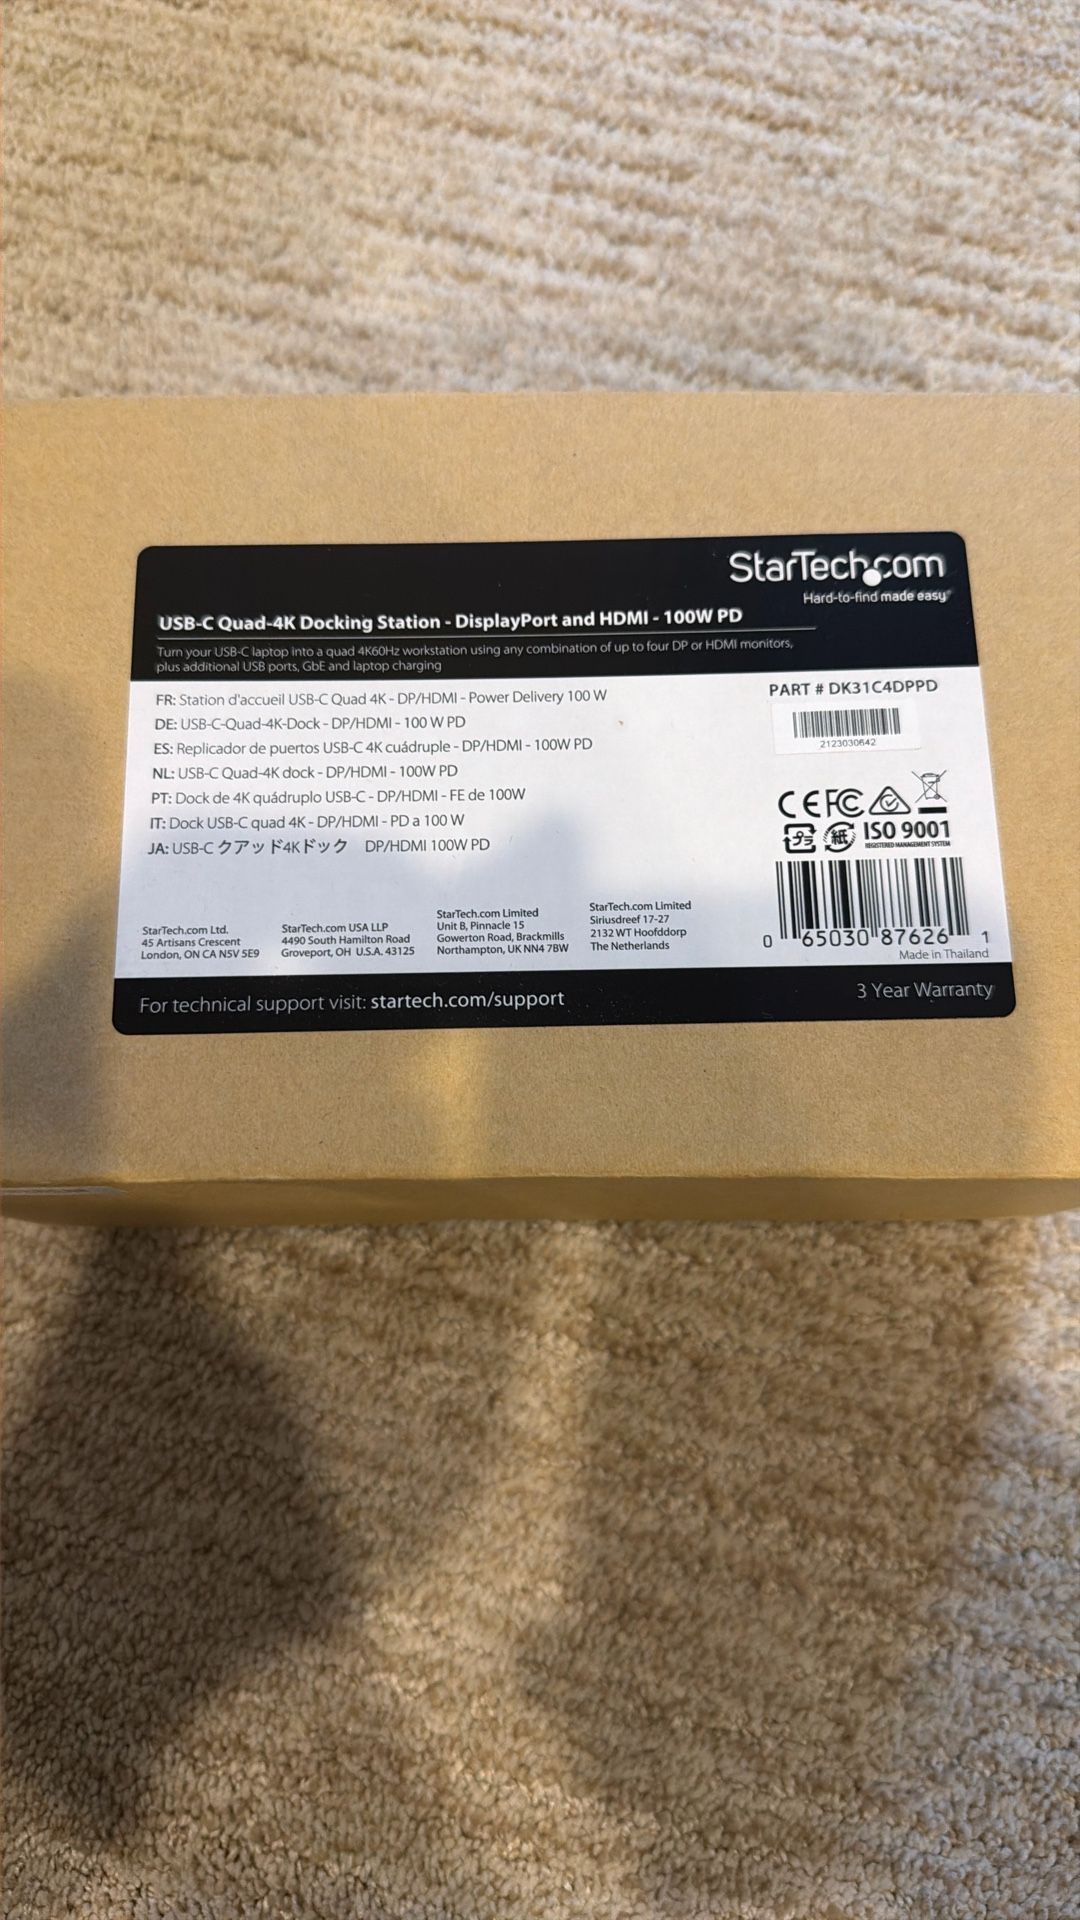 StarTech.com
Hard-to-find made easy®
USB-C Quad-4K Docking Station - DisplayPort and HDMI - 100W PD
Turn your USB-C laptop into a quad 4K60Hz workstation using any combination of up to four DP or HDMI monitors,
plus additional USB ports, GbE and laptop charging
FR: Station d'accueil USB-C Quad 4K - DP/HDMI - Power Delivery 100 W
DE: USB-C-Quad-4K-Dock - DP/HDMI - 100 W PD
ES: Replicador de puertos USB-C 4K cuádruple - DP/HDMI - 100W PD
NL: USB-C Quad-4K dock - DP/HDMI - 100W PD
PT: Dock de 4K quádruplo USB-C - DP/HDMI - FE de 100W
IT: Dock USB-C quad 4K - DP/HDMI - PD a 100 W
JA: USB-C クアッド4Kドック DP/HDMI 100W PD
PART # DK31C4DPPD
2123030642
CE FC
プラ 紙 ISO 9001
REGISTERED MANAGEMENT SYSTEM
0 65030 87626 1
Made in Thailand
StarTech.com Ltd.
45 Artisans Crescent
London, ON CA N5V 5E9
StarTech.com USA LLP
4490 South Hamilton Road
Groveport, OH U.S.A. 43125
StarTech.com Limited
Unit B, Pinnacle 15
Gowerton Road, Brackmills
Northampton, UK NN4 7BW
StarTech.com Limited
Siriusdreef 17-27
2132 WT Hoofddorp
The Netherlands
For technical support visit: startech.com/support
3 Year Warranty